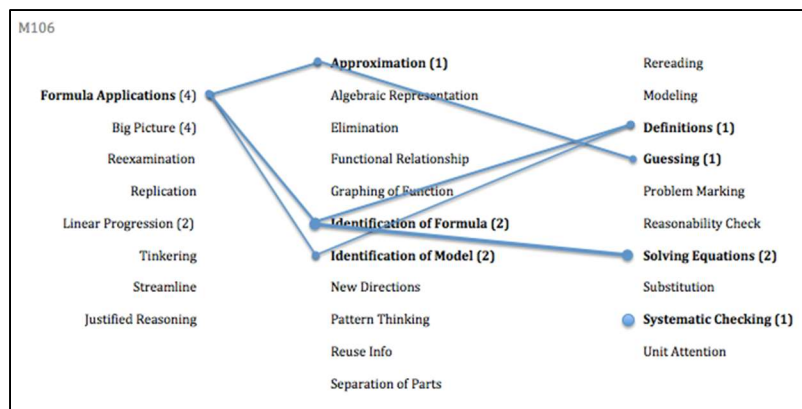 M106
Formula Applications (4)
Big Picture (4)
Reexamination
Replication
Linear Progression (2)
Tinkering
Streamline
Justified Reasoning
Approximation (1)
Algebraic Representation
Elimination
Functional Relationship
Graphing of Function
Identification of Formula (2)
Identification of Model (2)
New Directions
Pattern Thinking
Reuse Info
Separation of Parts
Rereading
Modeling
Definitions (1)
Guessing (1)
Problem Marking
Reasonability Check
Solving Equations (2)
Substitution
Systematic Checking (1)
Unit Attention